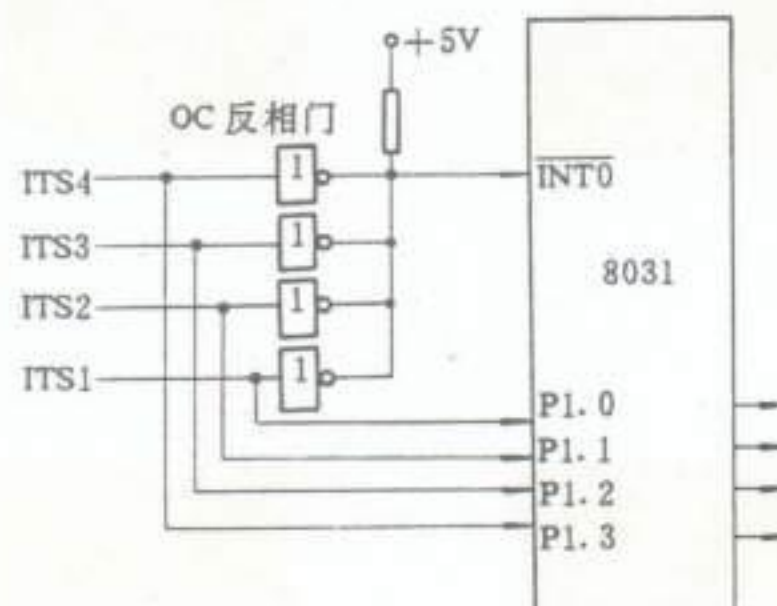 +5V
OC 反相门
ITS4
1
INT0
ITS3
1
8031
ITS2
1
ITS1
1
P1.0
P1.1
P1.2
P1.3